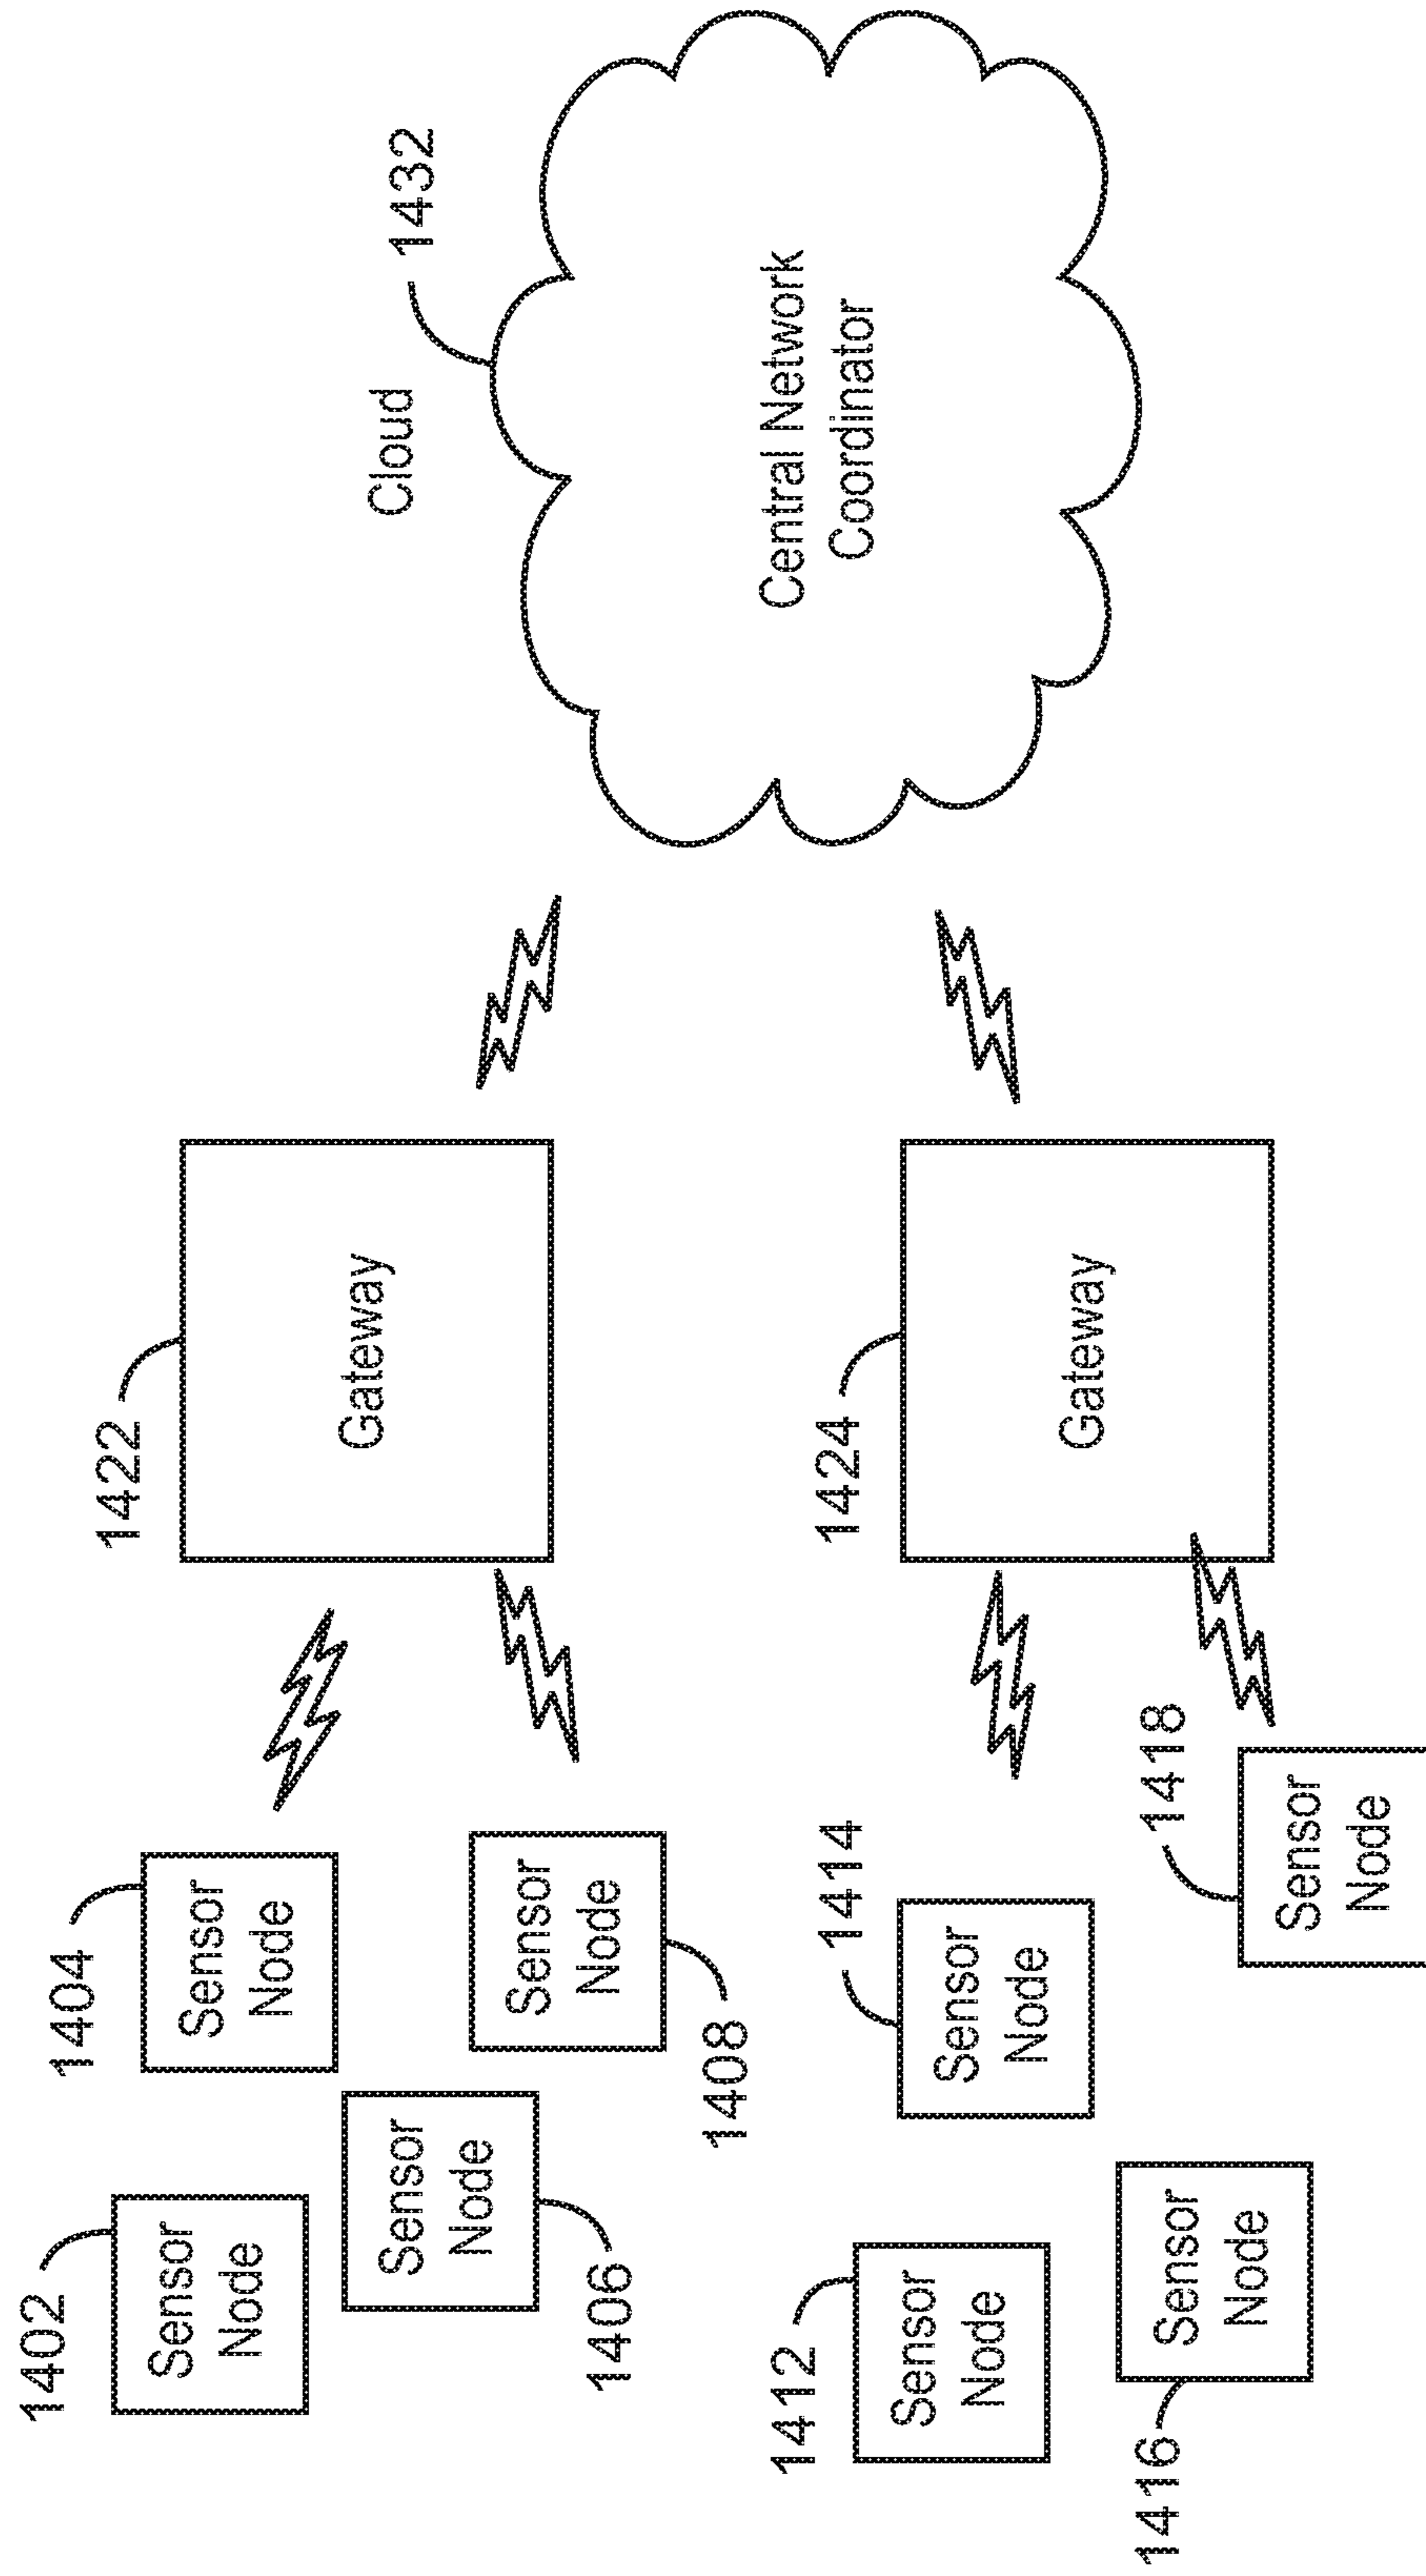 1402
Sensor
Node
1404
Sensor
Node
1406
Sensor
Node
1408
Sensor
Node
1412
Sensor
Node
1414
Sensor
Node
1416
Sensor
Node
1418
Sensor
Node
1422
Gateway
1424
Gateway
Cloud
1432
Central Network
Coordinator